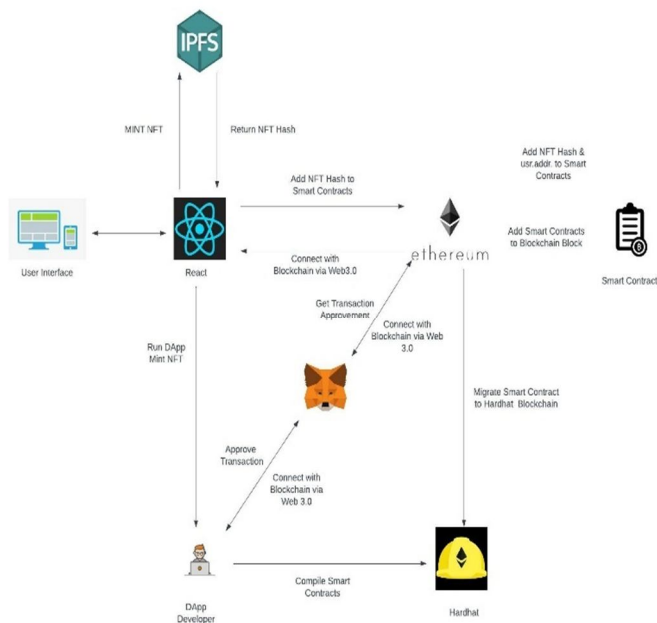 IPFS
MINT NFT
Return NFT Hash
Add NFT Hash to
Smart Contracts
Add NFT Hash &
usr.addr. to Smart
Contracts
User Interface
React
Connect with
Blockchain via Web3.0
ethereum
Add Smart Contracts
to Blockchain Block
Smart Contract
Get Transaction
Approvement
Connect with
Blockchain via Web
3.0
Run DApp
Mint NFT
Migrate Smart Contract
to Hardhat Blockchain
Approve
Transaction
Connect with
Blockchain via
Web 3.0
Compile Smart
Contracts
DApp
Developer
Hardhat